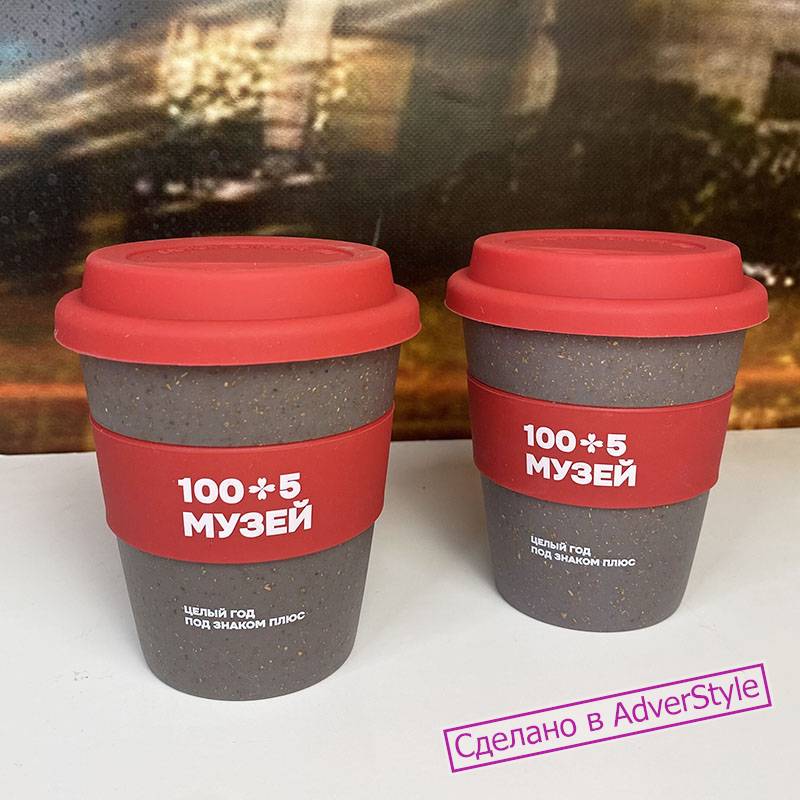 100+5
МУЗЕЙ
ЦЕЛЫЙ ГОД
ПОД ЗНАКОМ ПЛЮС
100+5
МУЗЕЙ
ЦЕЛЫЙ ГОД
ПОД ЗНАКОМ ПЛЮС
Сделано в AdverStyle